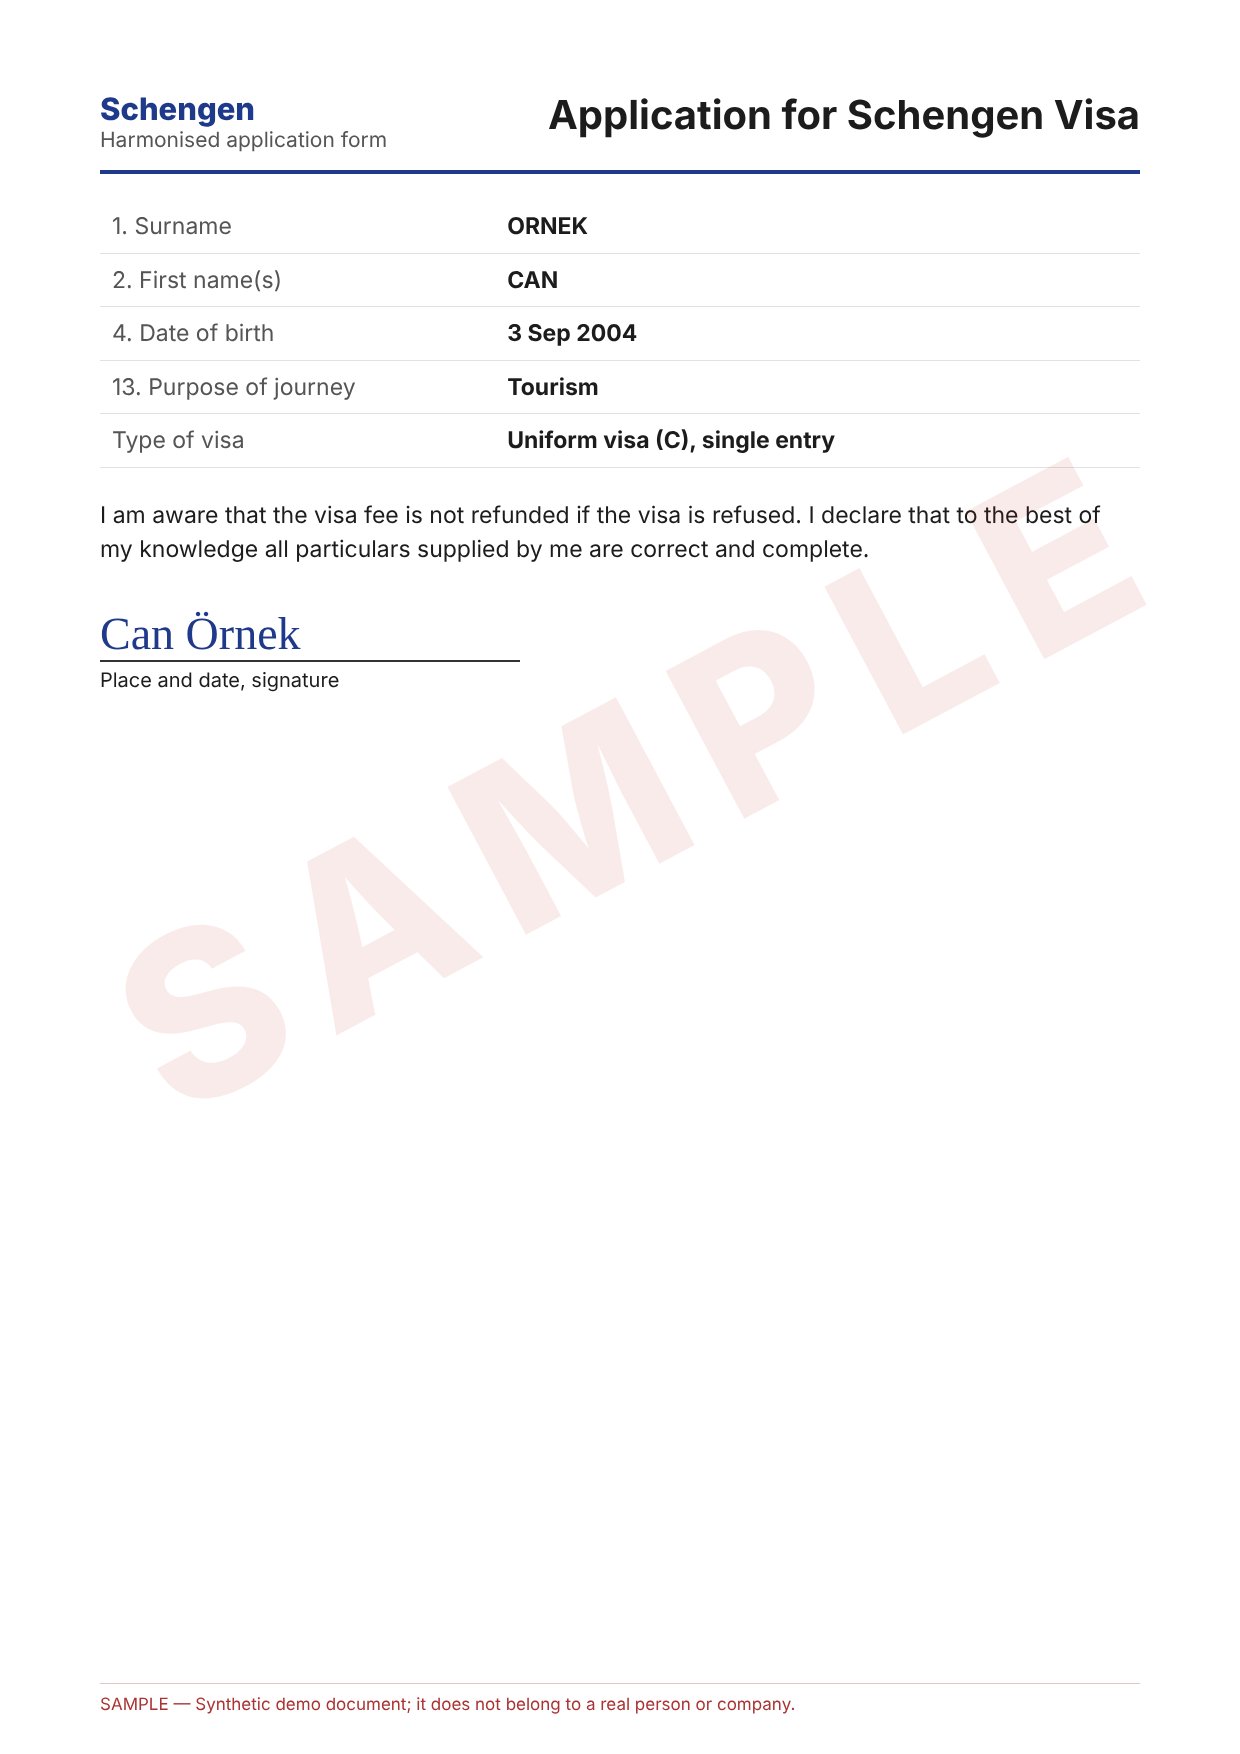 Schengen
Harmonised application form
Application for Schengen Visa
1. Surname ORNEK
2. First name(s) CAN
4. Date of birth 3 Sep 2004
13. Purpose of journey Tourism
Type of visa Uniform visa (C), single entry
I am aware that the visa fee is not refunded if the visa is refused. I declare that to the best of
my knowledge all particulars supplied by me are correct and complete.
Can Örnek
Place and date, signature
SAMPLE
SAMPLE — Synthetic demo document; it does not belong to a real person or company.